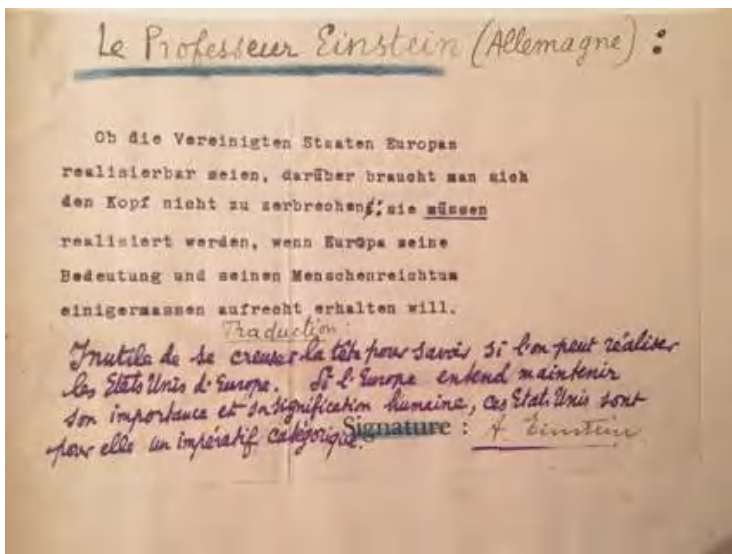 Le Professeur Einstein (Allemagne) :
Ob die Vereinigten Staaten Europas
realisierbar seien, darüber braucht man sich
den Kopf nicht zu zerbrechen; sie müssen
realisiert werden, wenn Europa seine
Bedeutung und seinen Menschenreichtum
einigermassen aufrecht erhalten will.
Traduction :
Inutile de se creuser la tête pour savoir si l'on peut réaliser
les Etats Unis d'Europe. Si l'Europe entend maintenir
son importance et sa signification humaine, ces Etats Unis sont
pour elle un impératif catégorique.
Signature : A Einstein